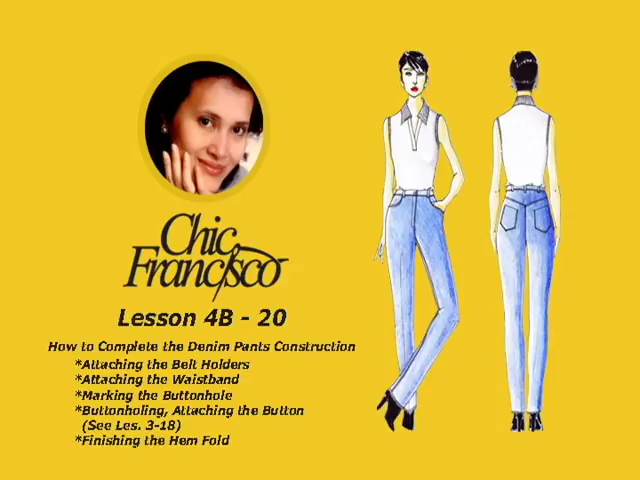 Chic
Francisco
Lesson 4B - 20
How to Complete the Denim Pants Construction
*Attaching the Belt Holders
*Attaching the Waistband
*Marking the Buttonhole
*Buttonholing, Attaching the Button
(See Les. 3-18)
*Finishing the Hem Fold